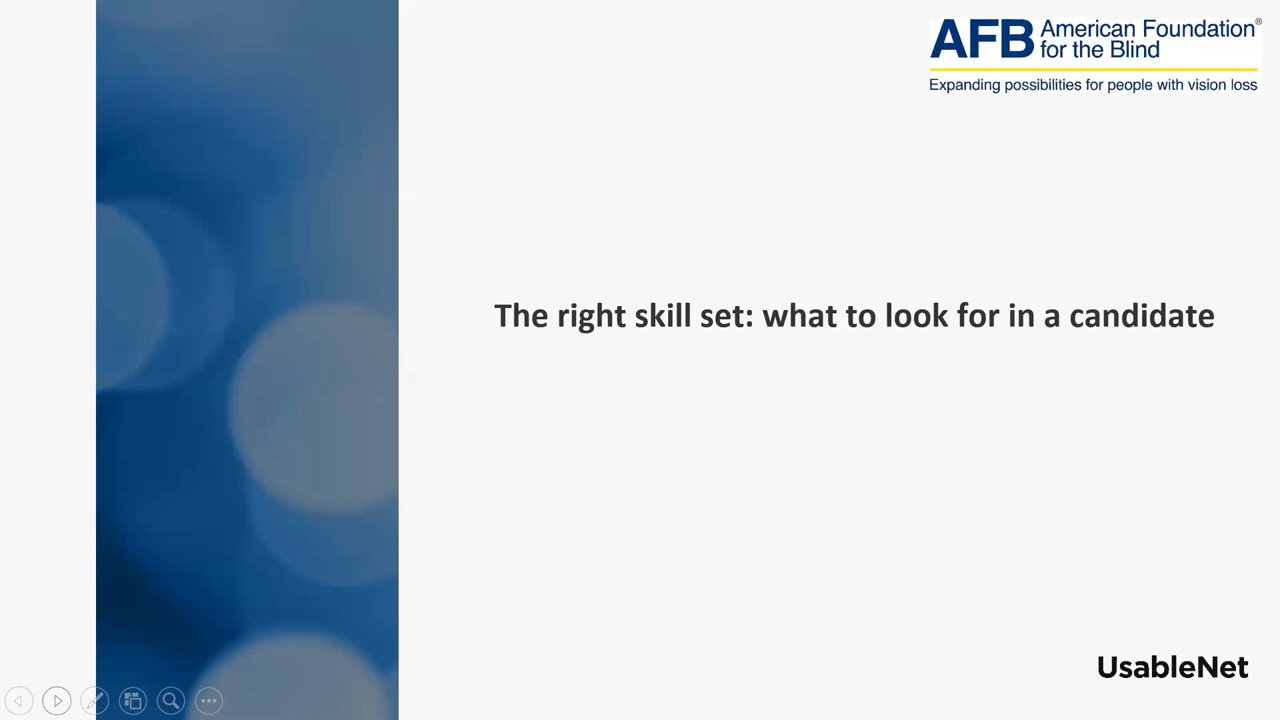 AFB American Foundation®
for the Blind
Expanding possibilities for people with vision loss
The right skill set: what to look for in a candidate
UsableNet